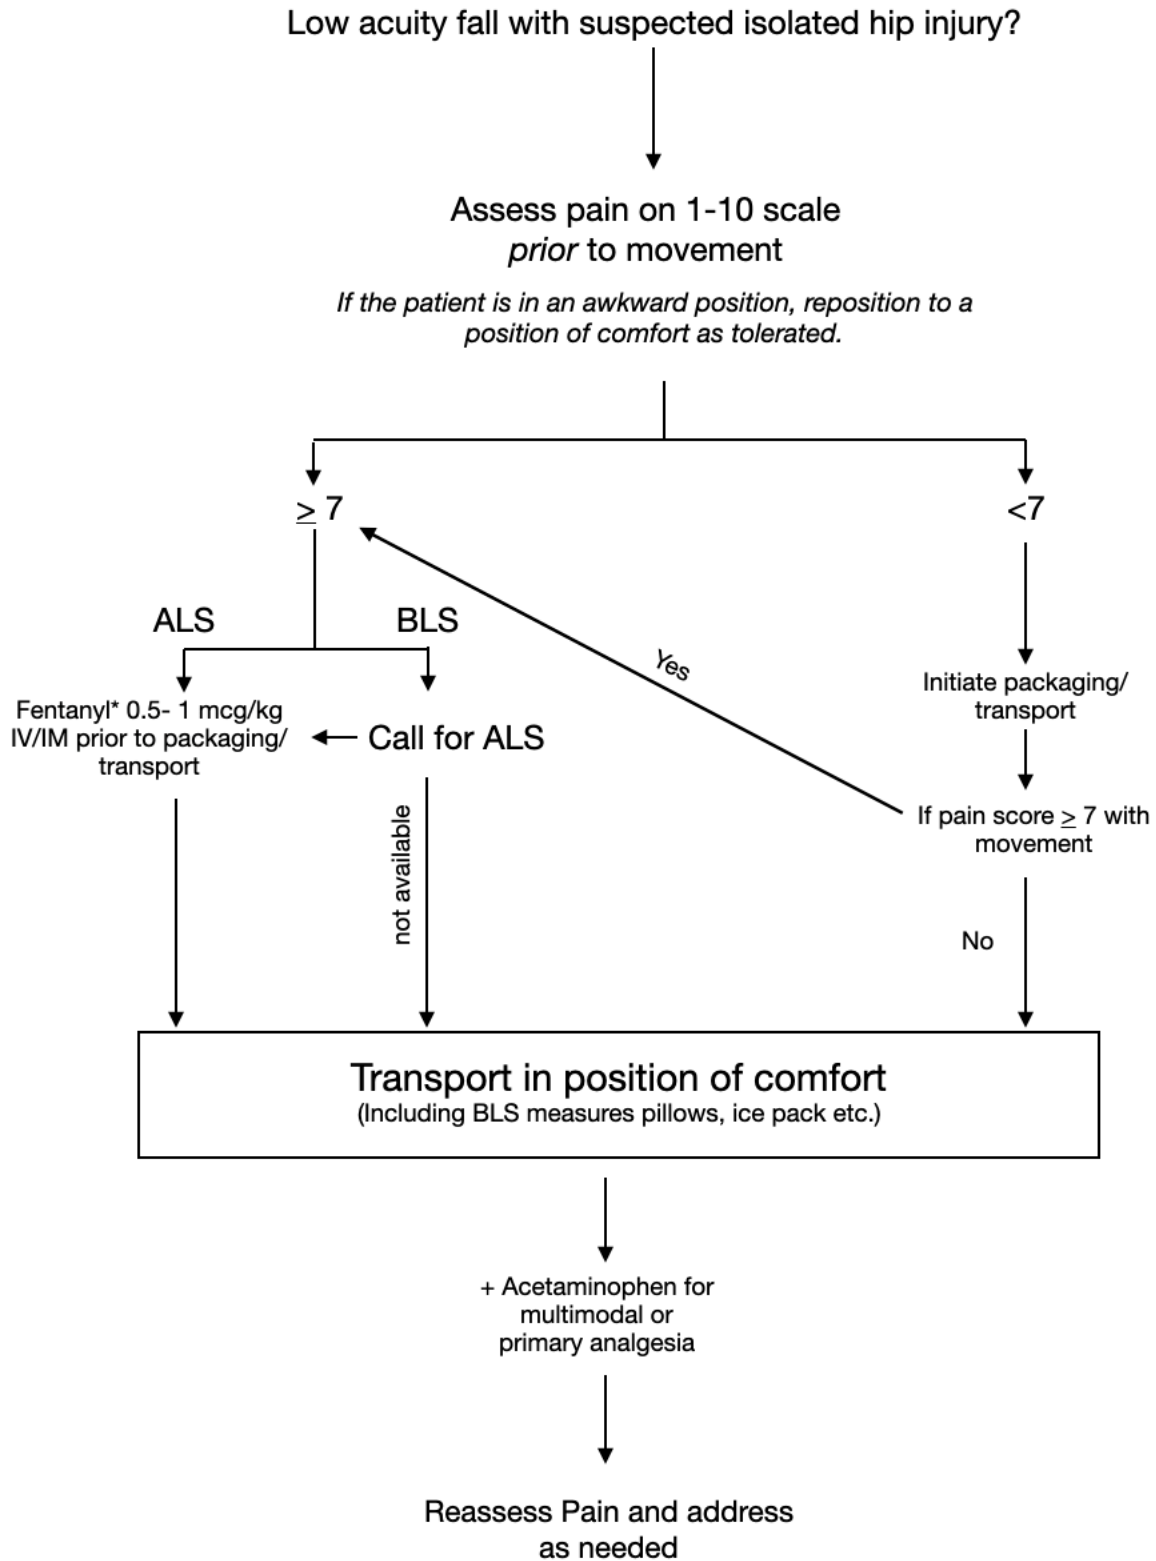 Low acuity fall with suspected isolated hip injury?
Assess pain on 1-10 scale
prior to movement
If the patient is in an awkward position, reposition to a
position of comfort as tolerated.
≥ 7
<7
ALS
BLS
Yes
Fentanyl* 0.5- 1 mcg/kg
IV/IM prior to packaging/
transport
Call for ALS
Initiate packaging/
transport
not available
If pain score ≥ 7 with
movement
No
Transport in position of comfort
(Including BLS measures pillows, ice pack etc.)
+ Acetaminophen for
multimodal or
primary analgesia
Reassess Pain and address
as needed